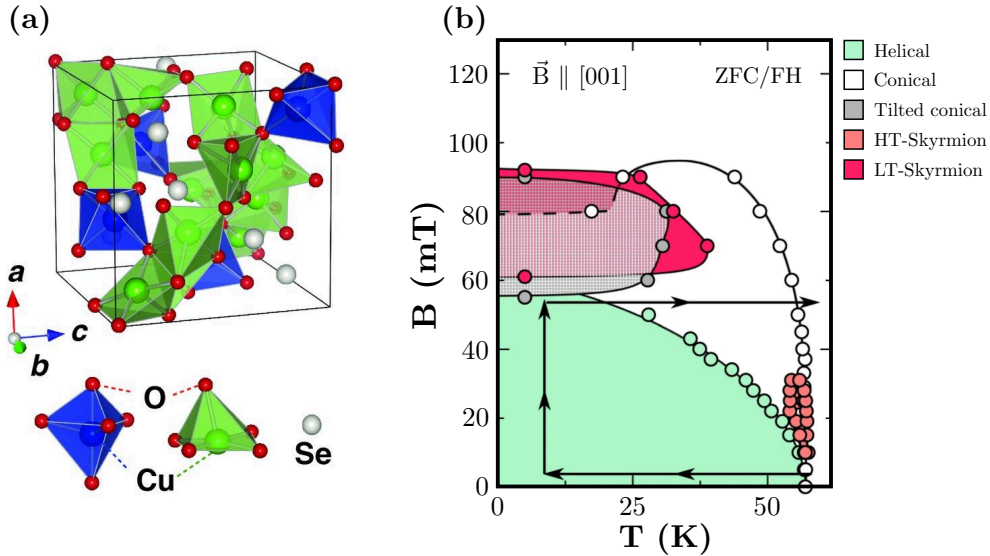 (a)
a
c
b
O
Cu
Se
(b)
B⃗ ∥ [001]
ZFC/FH
120
100
80
60
40
20
0
B (mT)
0
25
50
T (K)
Helical
Conical
Tilted conical
HT-Skyrmion
LT-Skyrmion